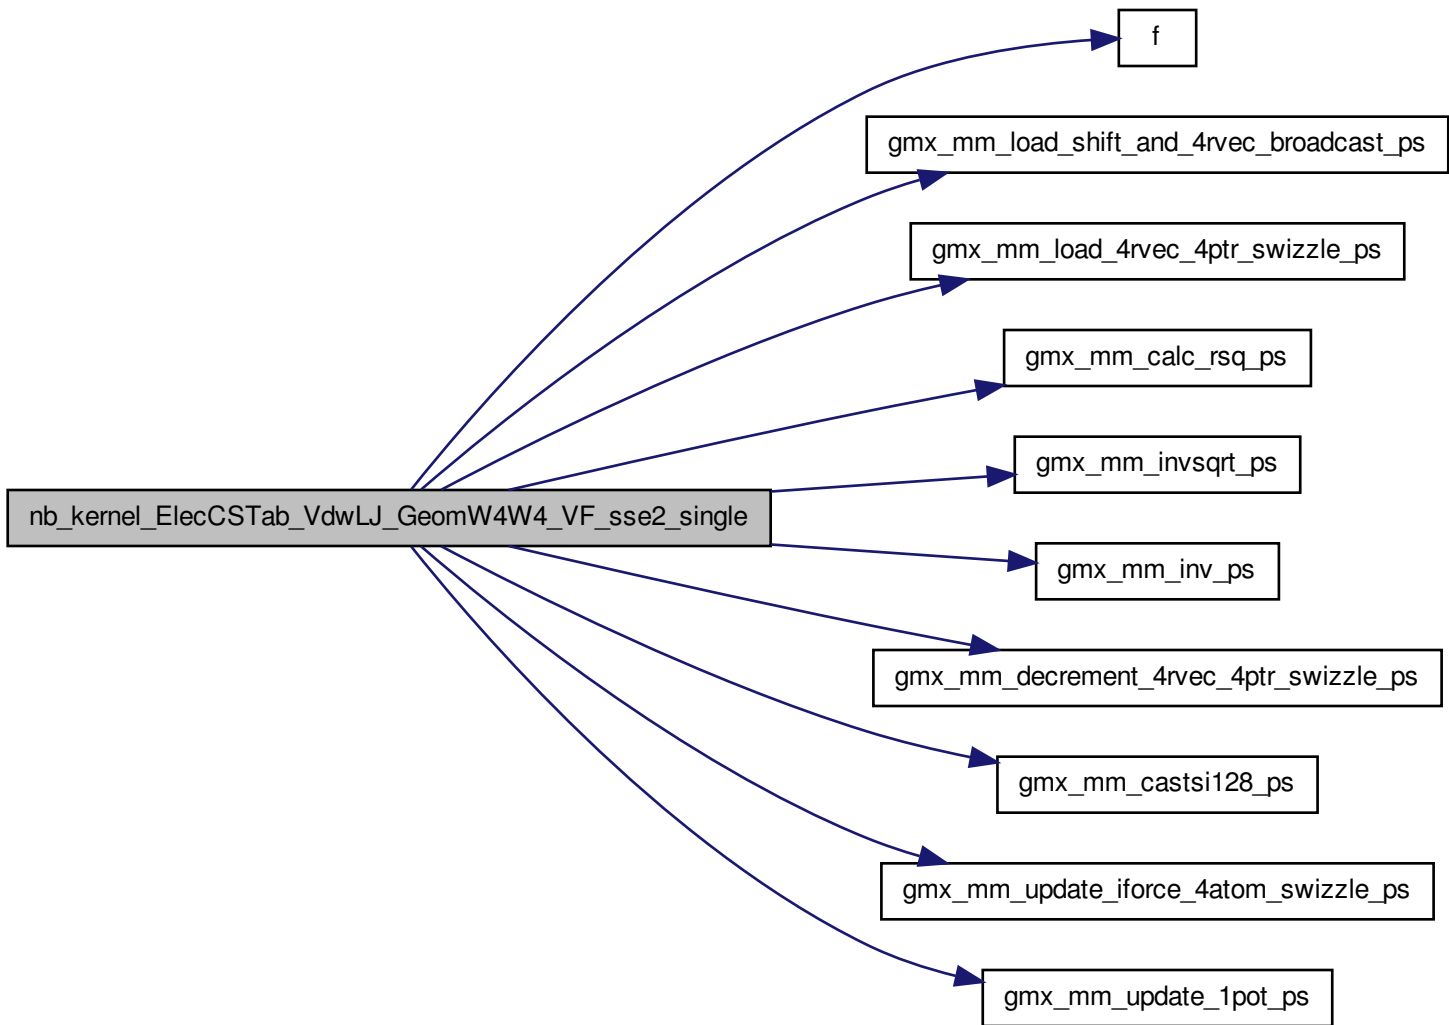 f
gmx_mm_load_shift_and_4rvec_broadcast_ps
gmx_mm_load_4rvec_4ptr_swizzle_ps
gmx_mm_calc_rsq_ps
gmx_mm_invsqrt_ps
nb_kernel_ElecCSTab_VdwLJ_GeomW4W4_VF_sse2_single
gmx_mm_inv_ps
gmx_mm_decrement_4rvec_4ptr_swizzle_ps
gmx_mm_castsi128_ps
gmx_mm_update_iforce_4atom_swizzle_ps
gmx_mm_update_1pot_ps